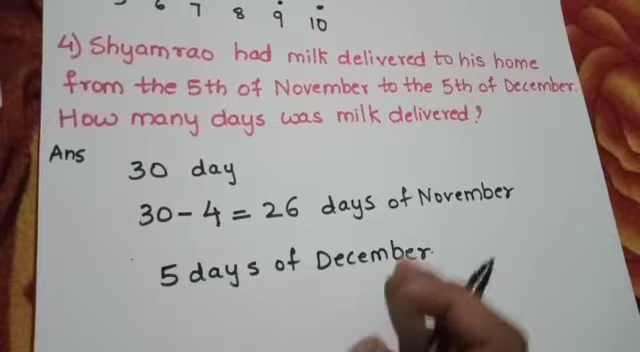 6 7 8 9 10
4) Shyamrao had milk delivered to his home
from the 5th of November to the 5th of December.
How many days was milk delivered?
Ans
30 day
30 - 4 = 26 days of November
5 days of December.